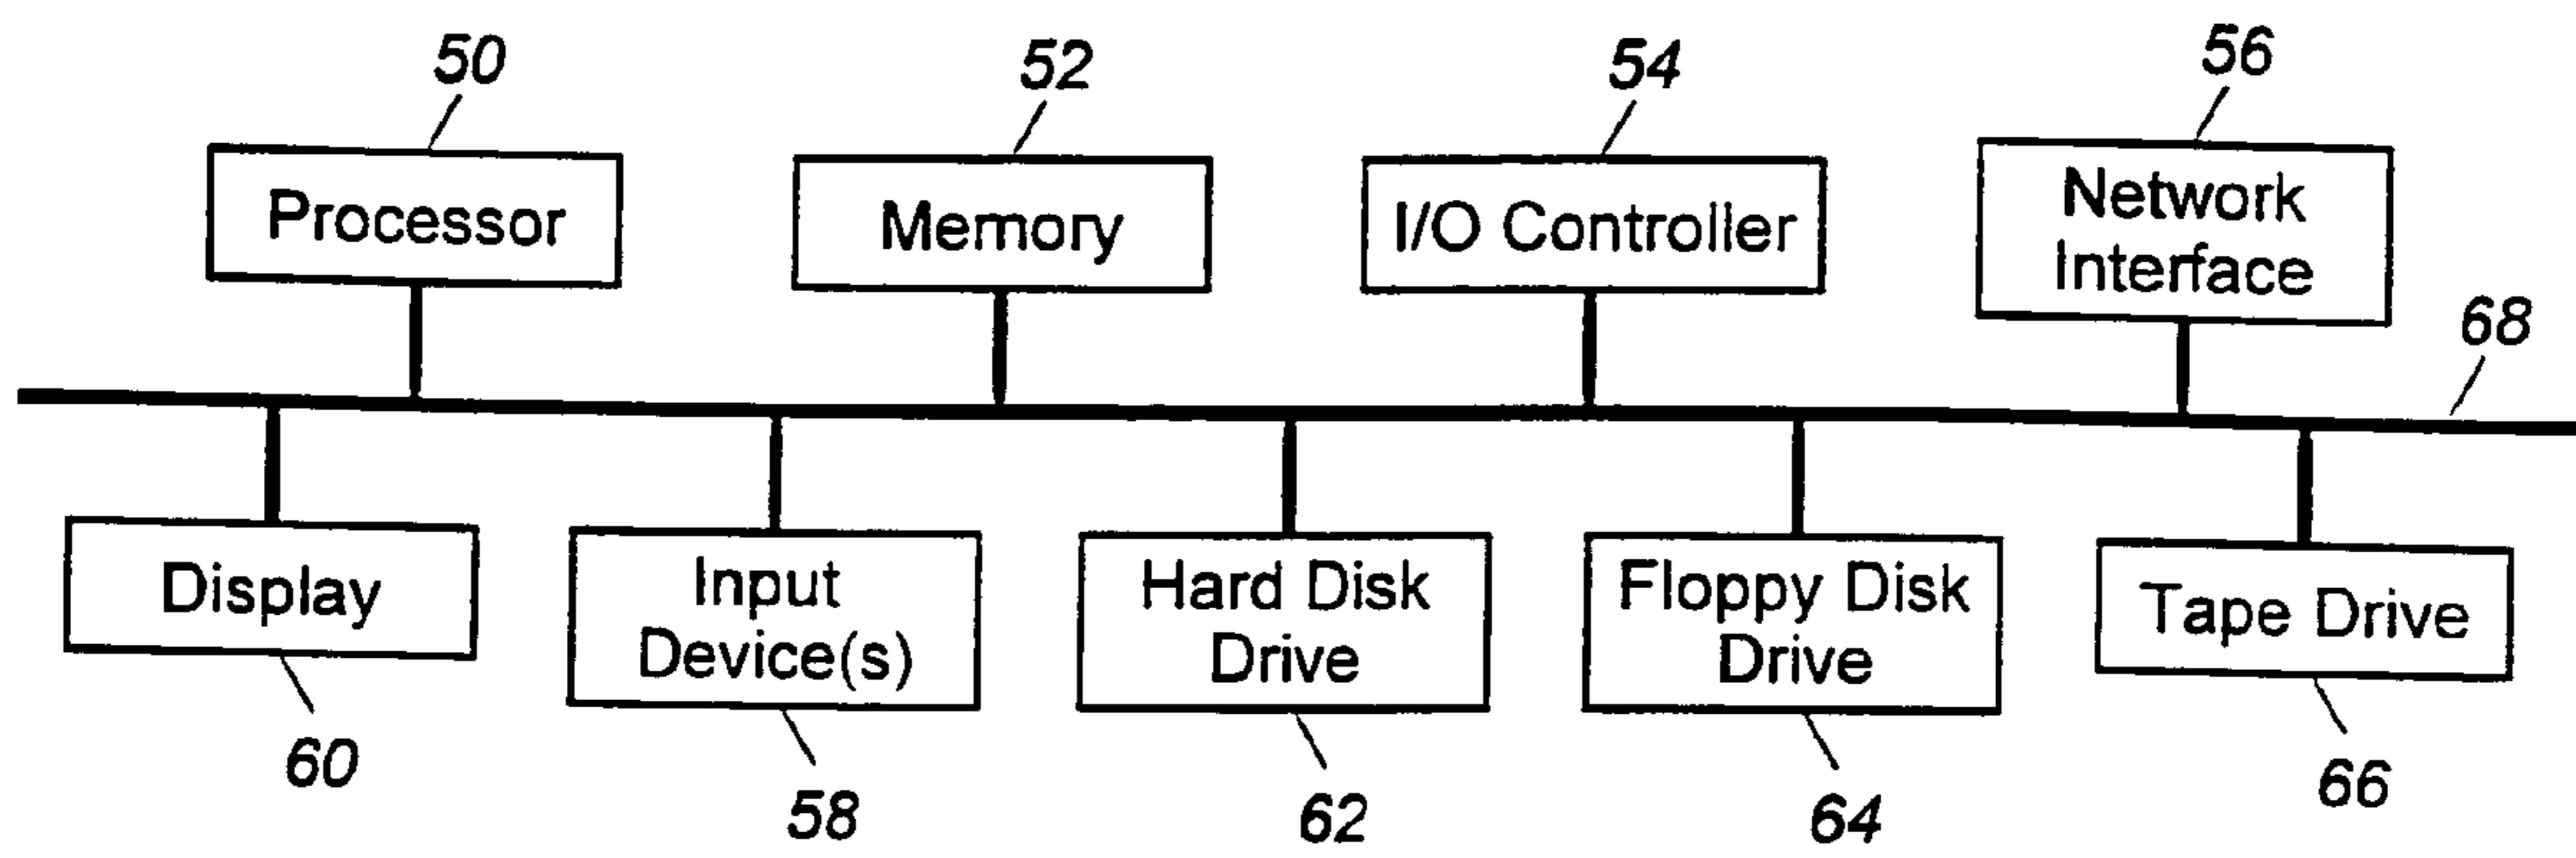 50
52
54
56
Processor
Memory
I/O Controller
Network
Interface
68
Display
Input
Device(s)
Hard Disk
Drive
Floppy Disk
Drive
Tape Drive
60
58
62
64
66